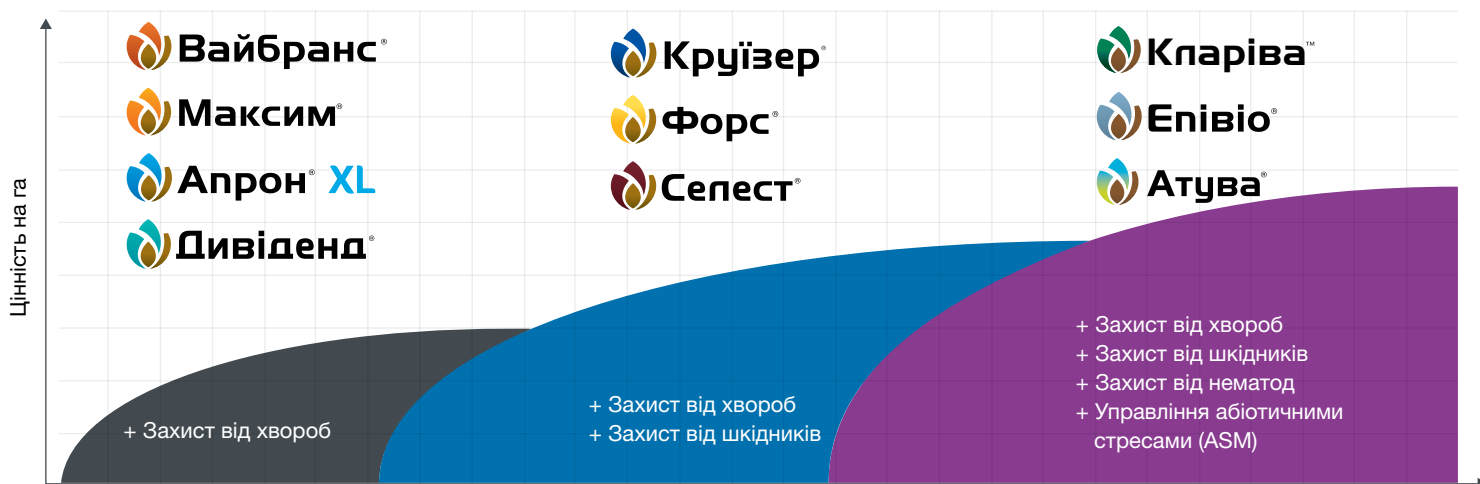 Цінність на га
Вайбранс®
Максим®
Апрон® XL
Дивіденд®
+ Захист від хвороб
Круїзер®
Форс®
Селест®
+ Захист від хвороб
+ Захист від шкідників
Кларіва™
Епівіо®
Атува®
+ Захист від хвороб
+ Захист від шкідників
+ Захист від нематод
+ Управління абіотичними
стресами (ASM)